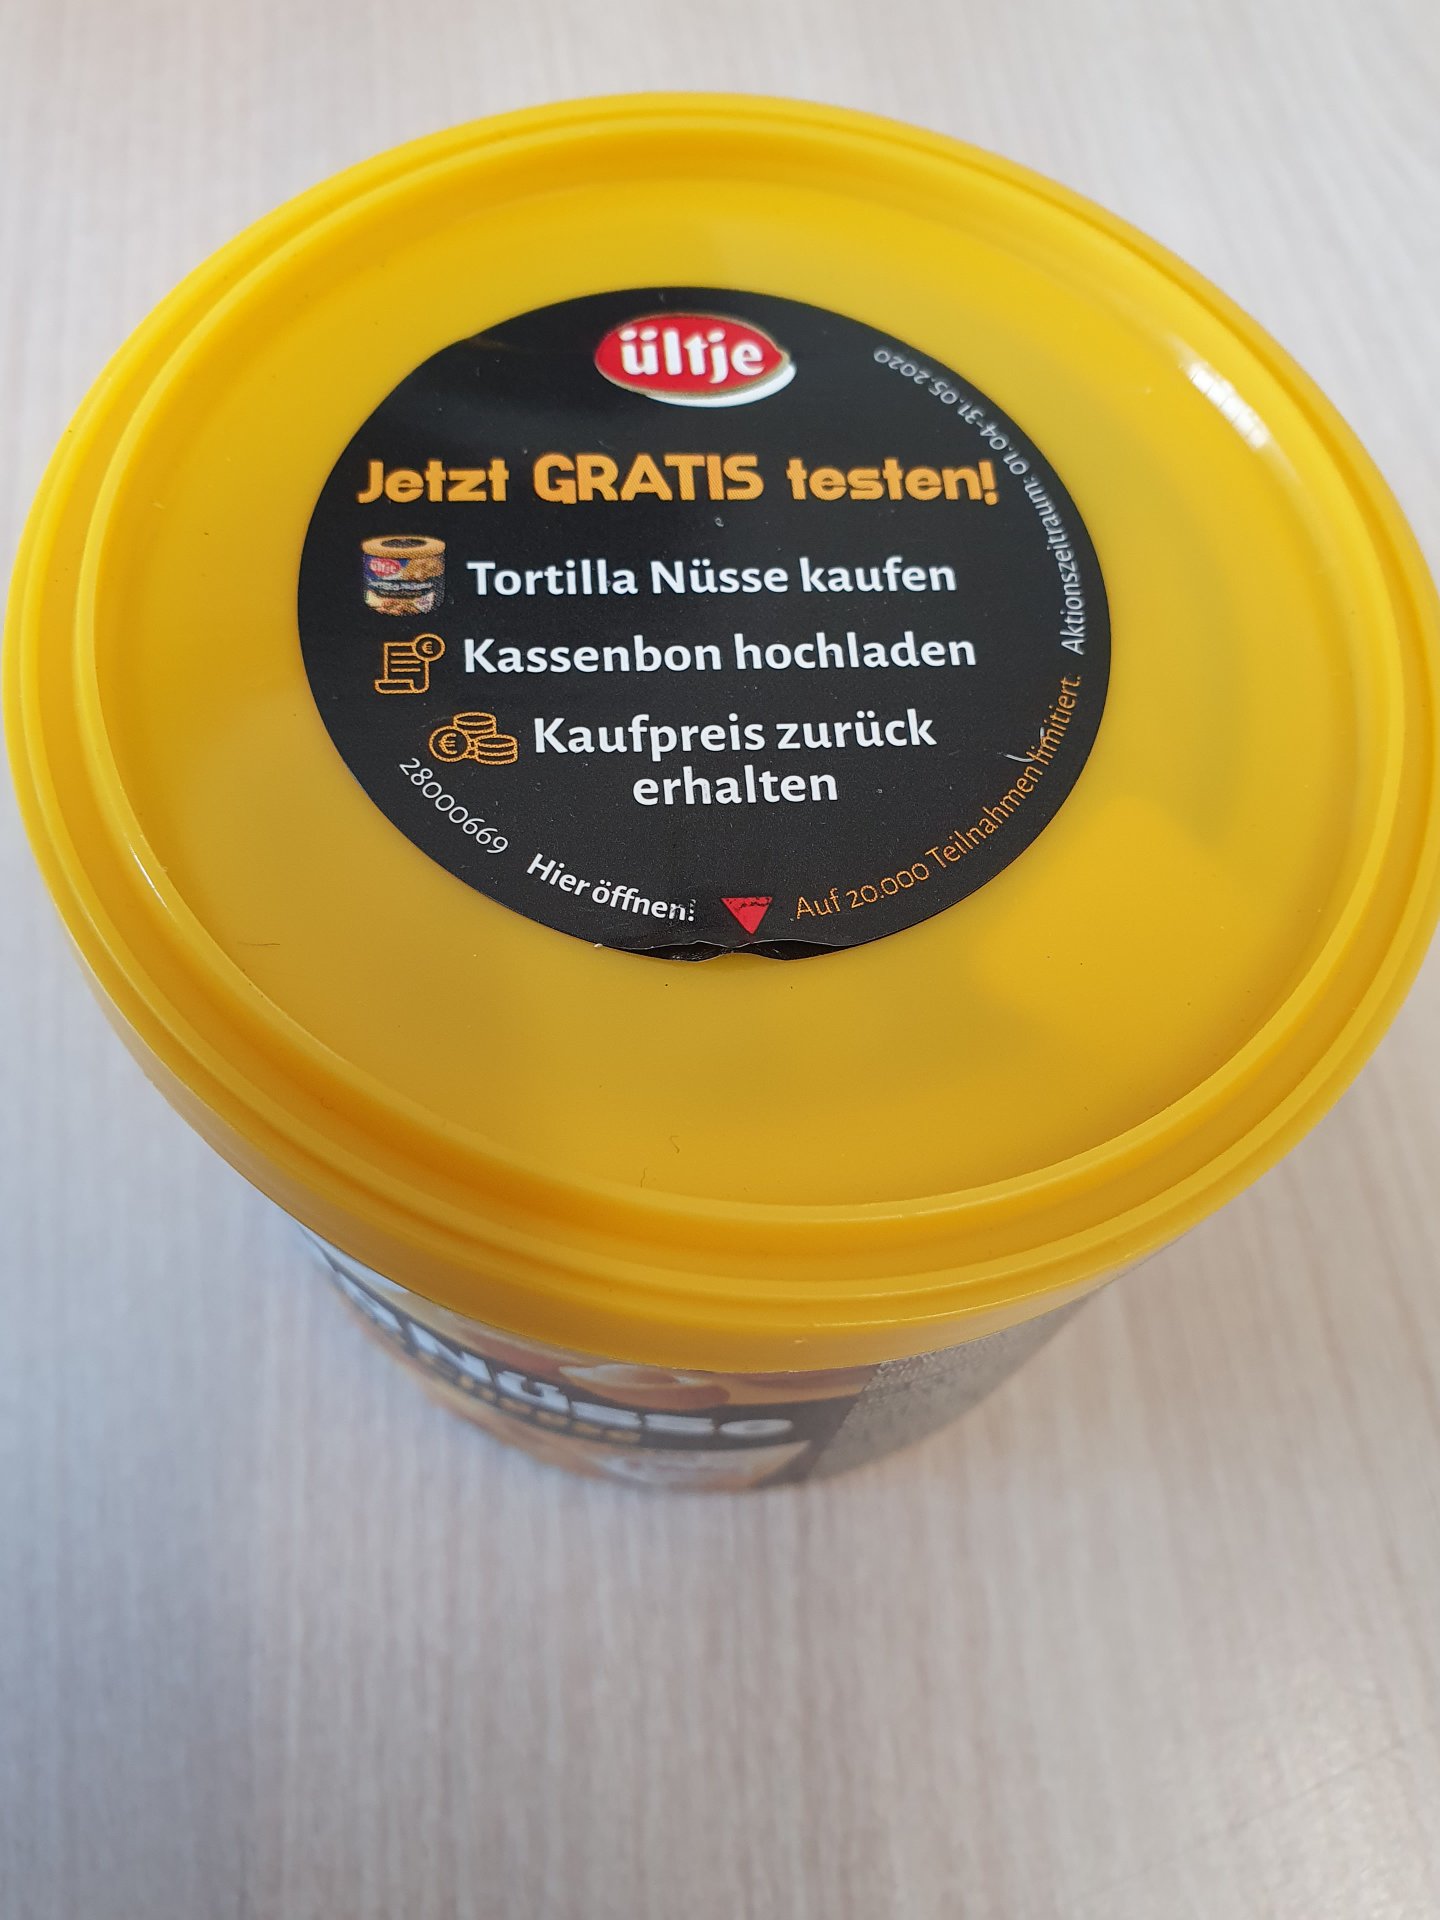 ültje
Jetzt GRATIS testen!
Tortilla Nüsse kaufen
Kassenbon hochladen
Kaufpreis zurück
erhalten
28000669
Hier öffnen!
Auf 20.000 Teilnahmen limitiert.
Aktionszeitraum: 01.04-31.05.2020
ültje